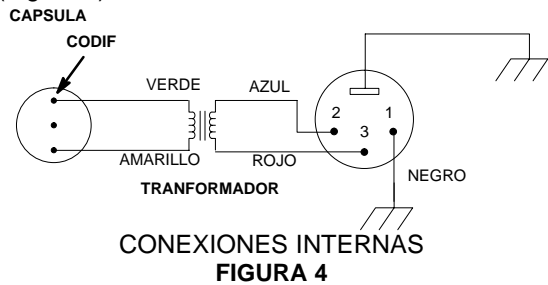 CAPSULA
CODIF
VERDE
AZUL
2
1
3
AMARILLO
ROJO
NEGRO
TRANFORMADOR
CONEXIONES INTERNAS
FIGURA 4